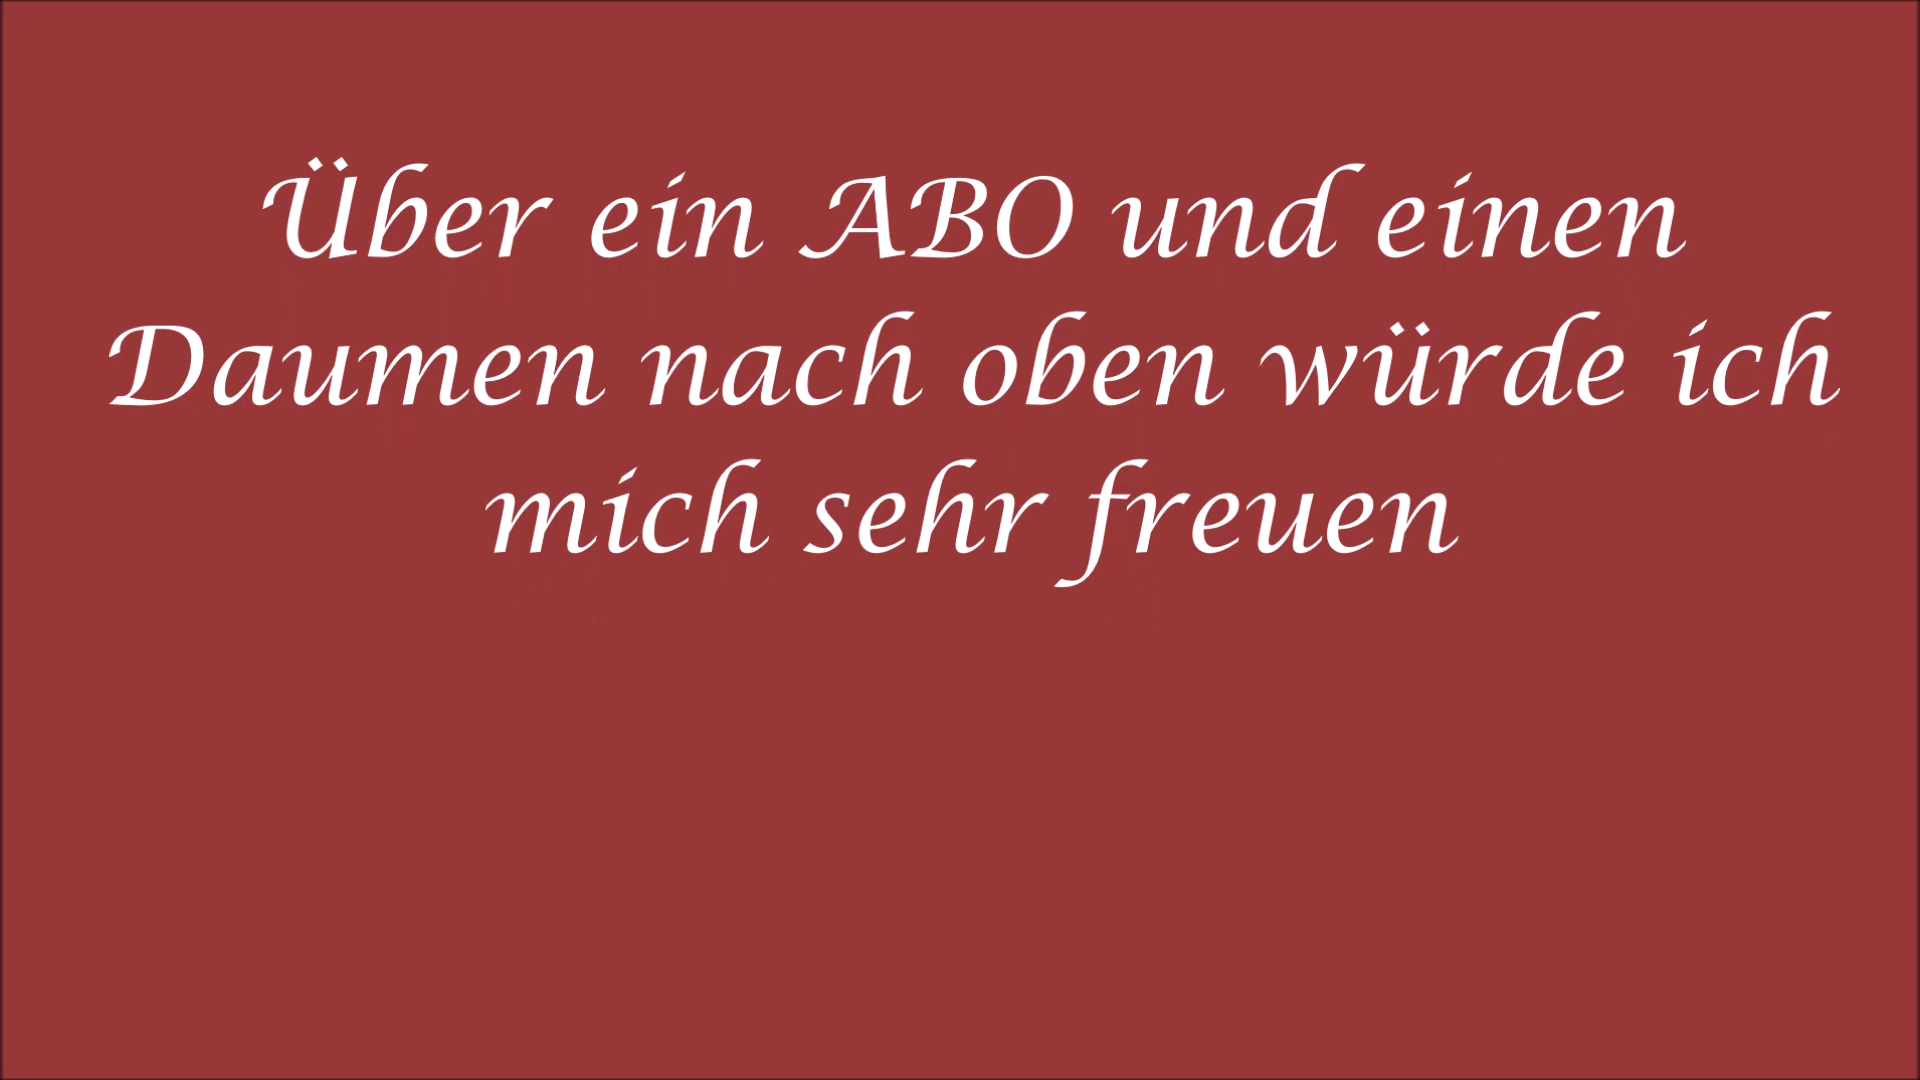 Über ein ABO und einen
Daumen nach oben würde ich
mich sehr freuen